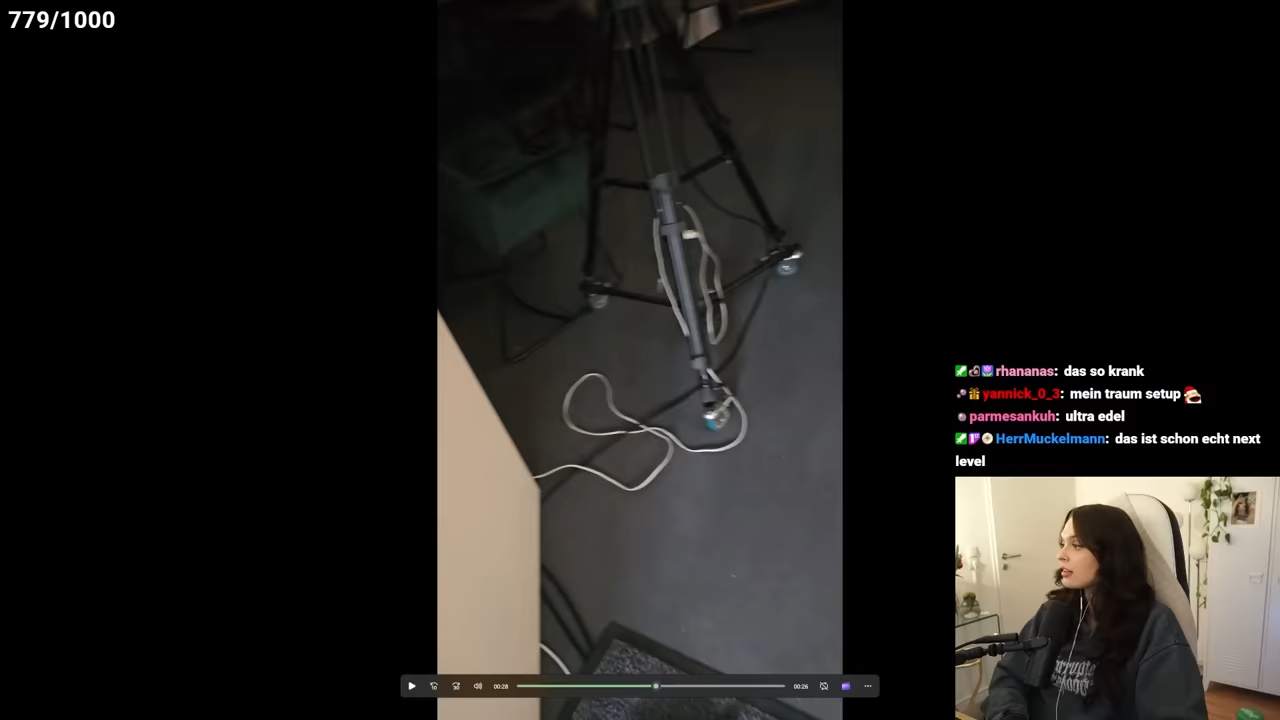 779/1000
rhananas: das so krank
yannick_0_3: mein traum setup
parmesankuh: ultra edel
HerrMuckelmann: das ist schon echt next
level
00:28
00:26